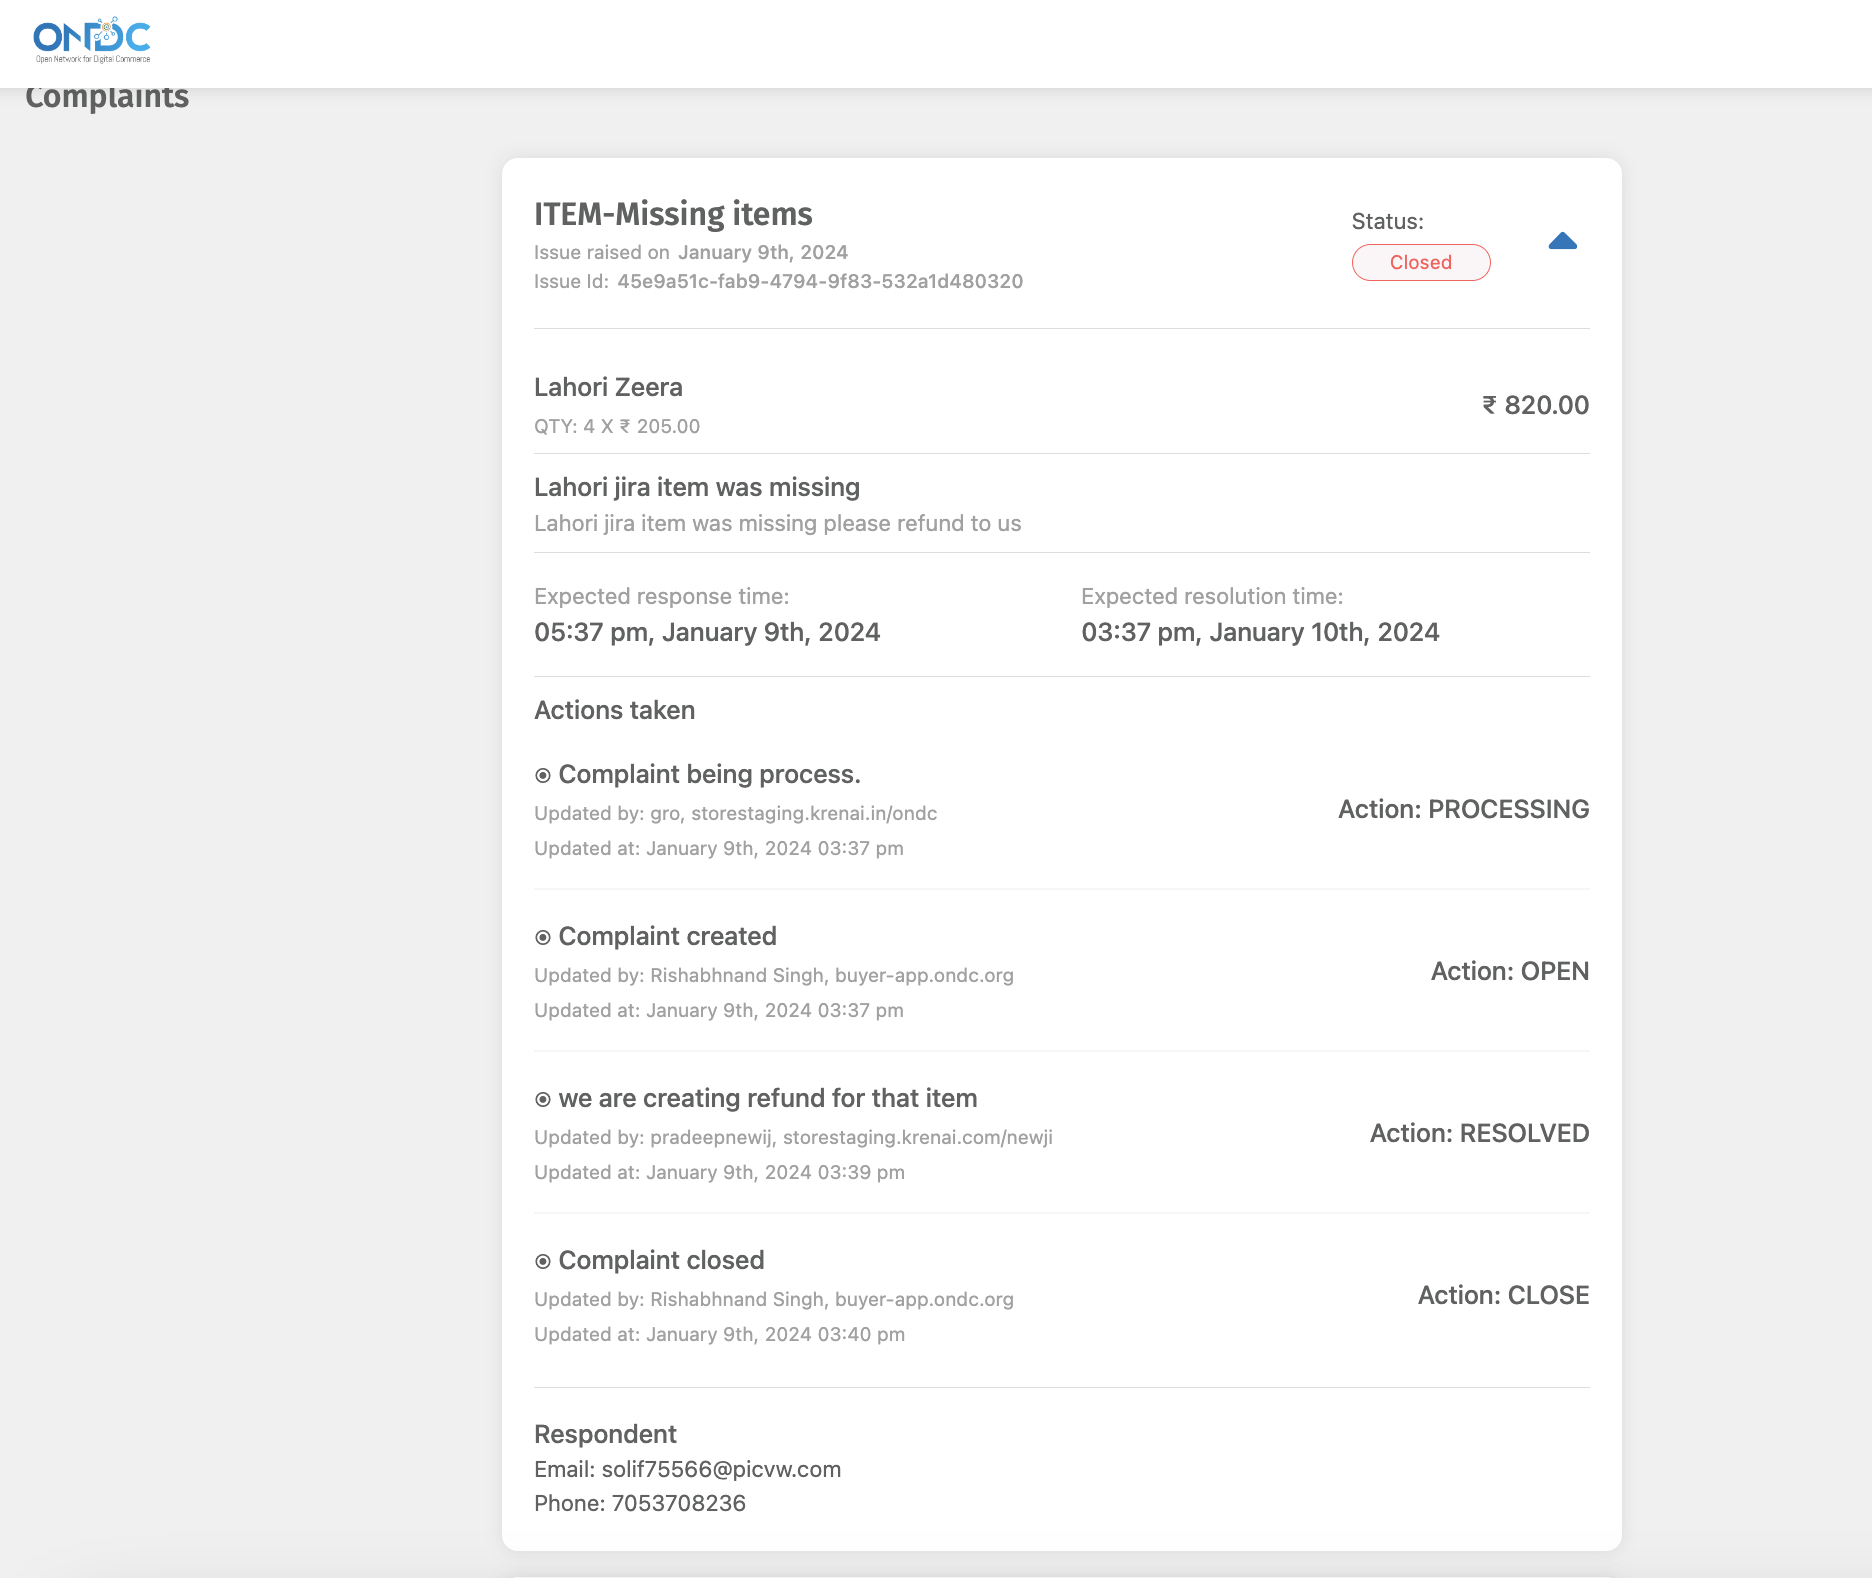 ONDC
Open Network for Digital Commerce
Complaints
ITEM-Missing items
Issue raised on January 9th, 2024
Issue Id: 45e9a51c-fab9-4794-9f83-532a1d480320
Status:
Closed
Lahori Zeera
QTY: 4 X ₹ 205.00
₹ 820.00
Lahori jira item was missing
Lahori jira item was missing please refund to us
Expected response time:
05:37 pm, January 9th, 2024
Expected resolution time:
03:37 pm, January 10th, 2024
Actions taken
Complaint being process.
Updated by: gro, storestaging.krenai.in/ondc
Updated at: January 9th, 2024 03:37 pm
Action: PROCESSING
Complaint created
Updated by: Rishabhnand Singh, buyer-app.ondc.org
Updated at: January 9th, 2024 03:37 pm
Action: OPEN
we are creating refund for that item
Updated by: pradeepnewij, storestaging.krenai.com/newji
Updated at: January 9th, 2024 03:39 pm
Action: RESOLVED
Complaint closed
Updated by: Rishabhnand Singh, buyer-app.ondc.org
Updated at: January 9th, 2024 03:40 pm
Action: CLOSE
Respondent
Email: solif75566@picvw.com
Phone: 7053708236